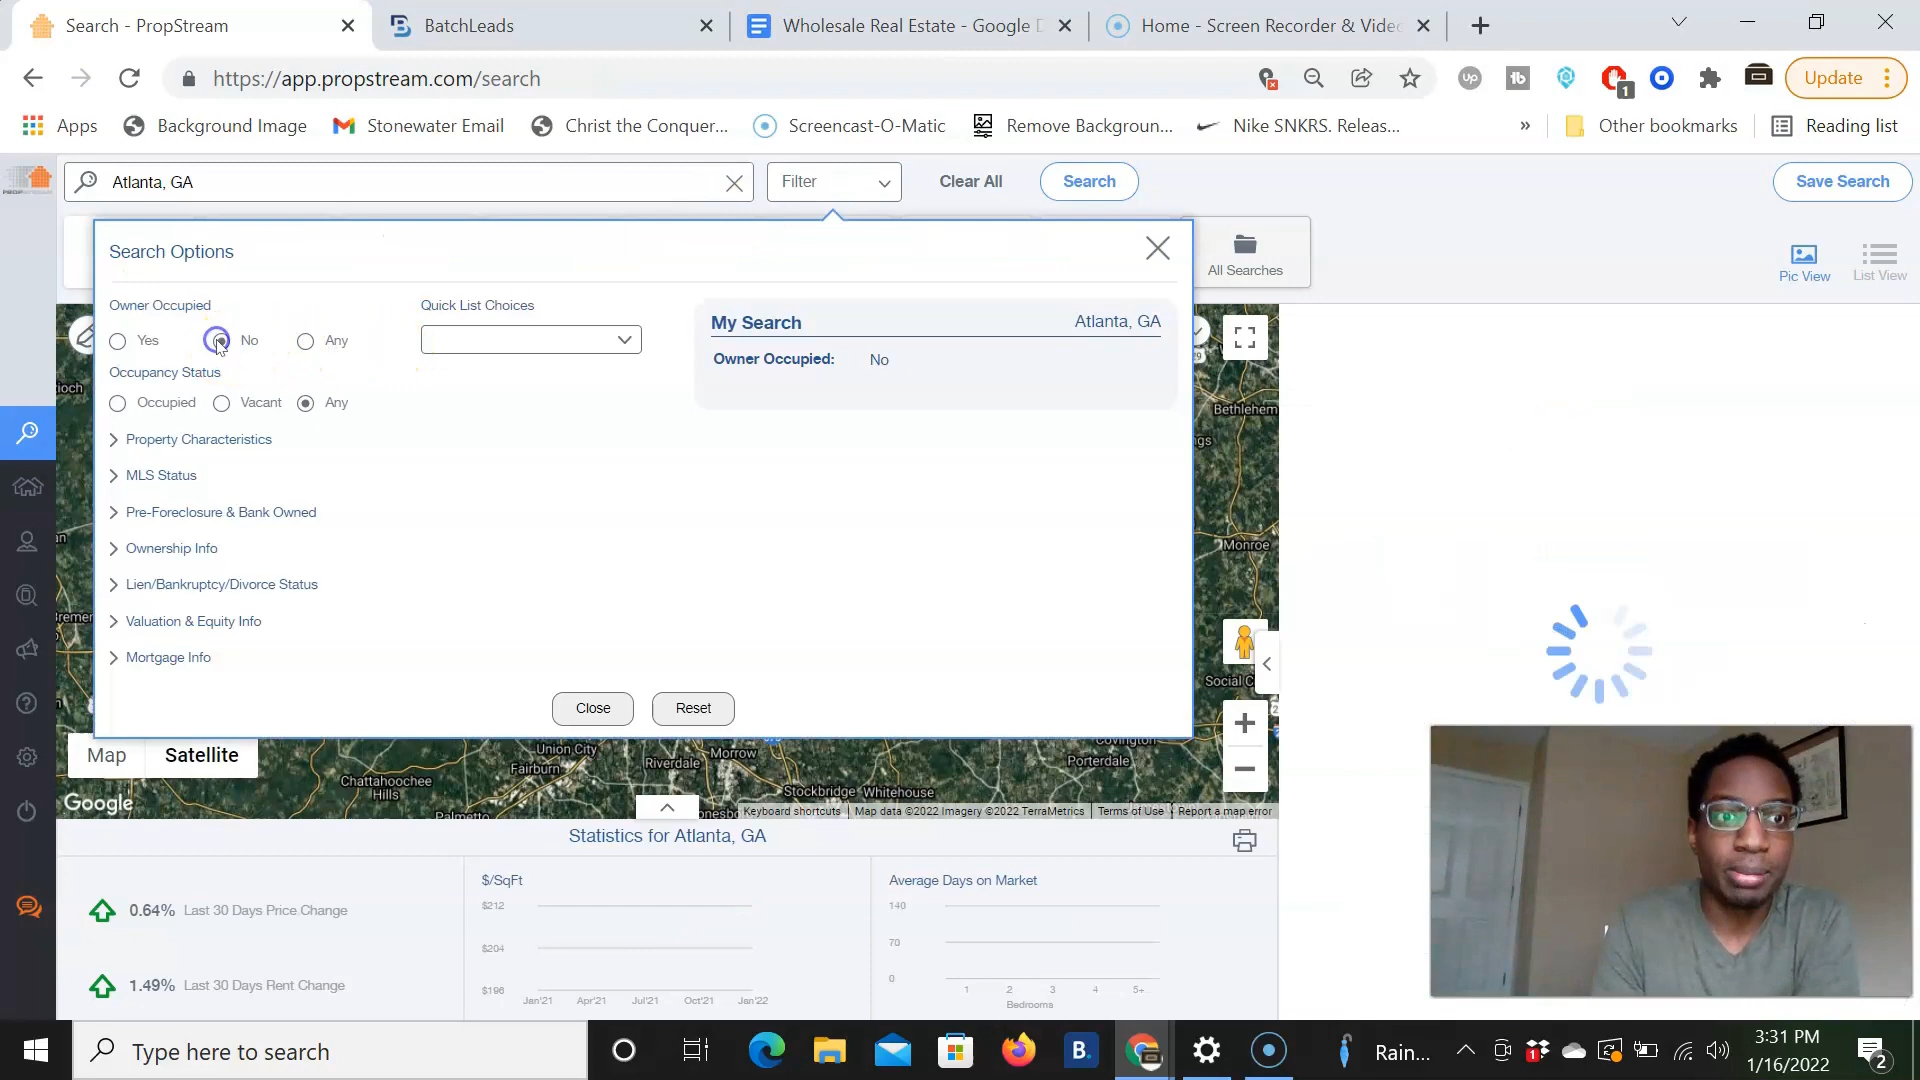 Search - PropStream
BatchLeads
Wholesale Real Estate - Google D
Home - Screen Recorder & Video
https://app.propstream.com/search
Up
1
Update
Apps
Background Image
Stonewater Email
Christ the Conquer...
Screencast-O-Matic
Remove Backgroun...
Nike SNKRS. Releas...
»
Other bookmarks
Reading list
Atlanta, GA
Filter
Clear All
Search
Save Search
Search Options
All Searches
Pic View
List View
Owner Occupied
Quick List Choices
Yes
No
Any
My Search
Atlanta, GA
Owner Occupied:
No
Occupancy Status
Occupied
Vacant
Any
Property Characteristics
MLS Status
Pre-Foreclosure & Bank Owned
Ownership Info
Lien/Bankruptcy/Divorce Status
Valuation & Equity Info
Mortgage Info
Close
Reset
Bethlehem
Monroe
Social C
Map
Satellite
Union City
Fairburn
Riverdale
Morrow
Covington
Porterdale
Chattahoochee
Hills
Stockbridge
Whitehouse
Palmetto
Google
Keyboard shortcuts
Map data ©2022 Imagery ©2022 TerraMetrics
Terms of Use
Report a map error
Statistics for Atlanta, GA
0.64% Last 30 Days Price Change
1.49% Last 30 Days Rent Change
$/SqFt
$212
$204
$196
Jan'21
Apr'21
Jul'21
Oct'21
Jan'22
Average Days on Market
140
70
0
1
2
3
4
5+
Bedrooms
Type here to search
B.
Rain...
1
3:31 PM
1/16/2022
2